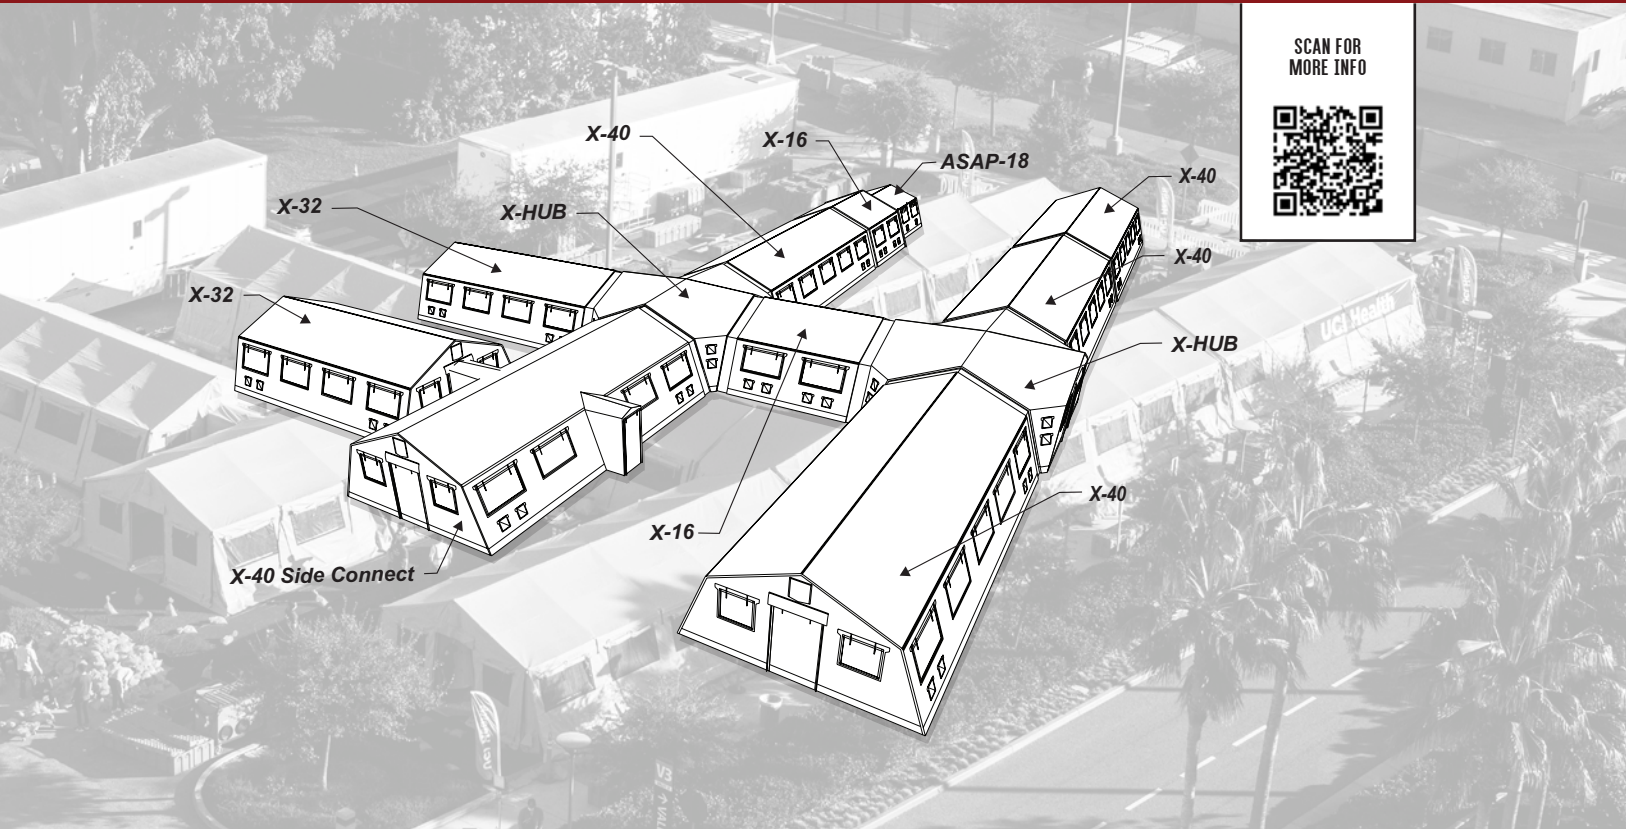 SCAN FOR
MORE INFO
X-40
X-16
ASAP-18
X-40
X-32
X-HUB
X-40
X-32
UCI Health
X-HUB
X-40
X-16
X-40 Side Connect